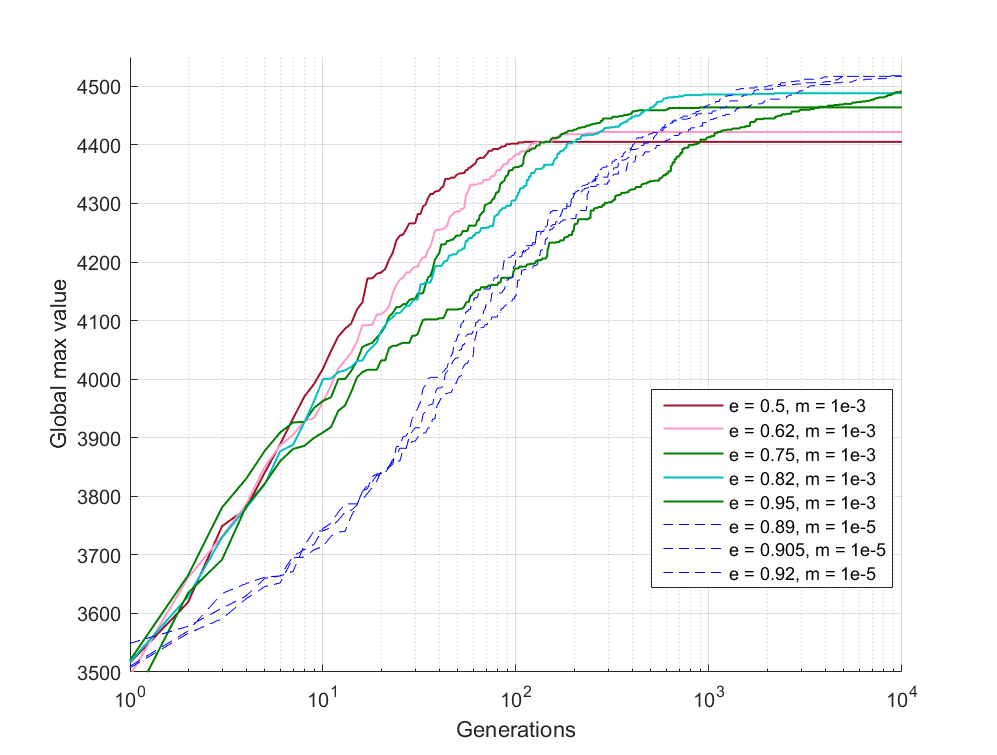 Global max value
4500
4400
4300
4200
4100
4000
3900
3800
3700
3600
3500
e = 0.5, m = 1e-3
e = 0.62, m = 1e-3
e = 0.75, m = 1e-3
e = 0.82, m = 1e-3
e = 0.95, m = 1e-3
e = 0.89, m = 1e-5
e = 0.905, m = 1e-5
e = 0.92, m = 1e-5
10^0 10^1 10^2 10^3 10^4
Generations